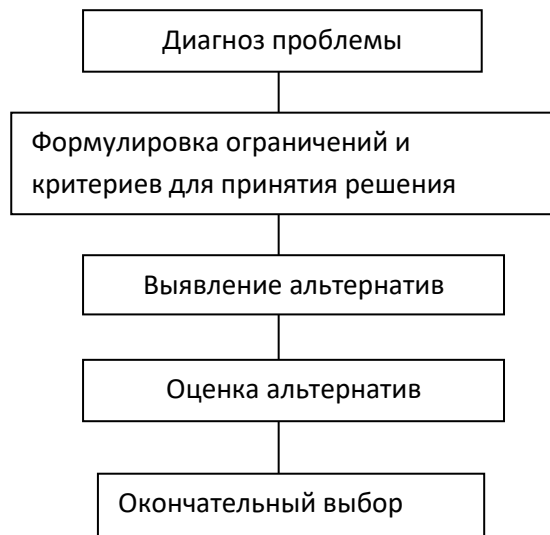 Диагноз проблемы
Формулировка ограничений и
критериев для принятия решения
Выявление альтернатив
Оценка альтернатив
Окончательный выбор